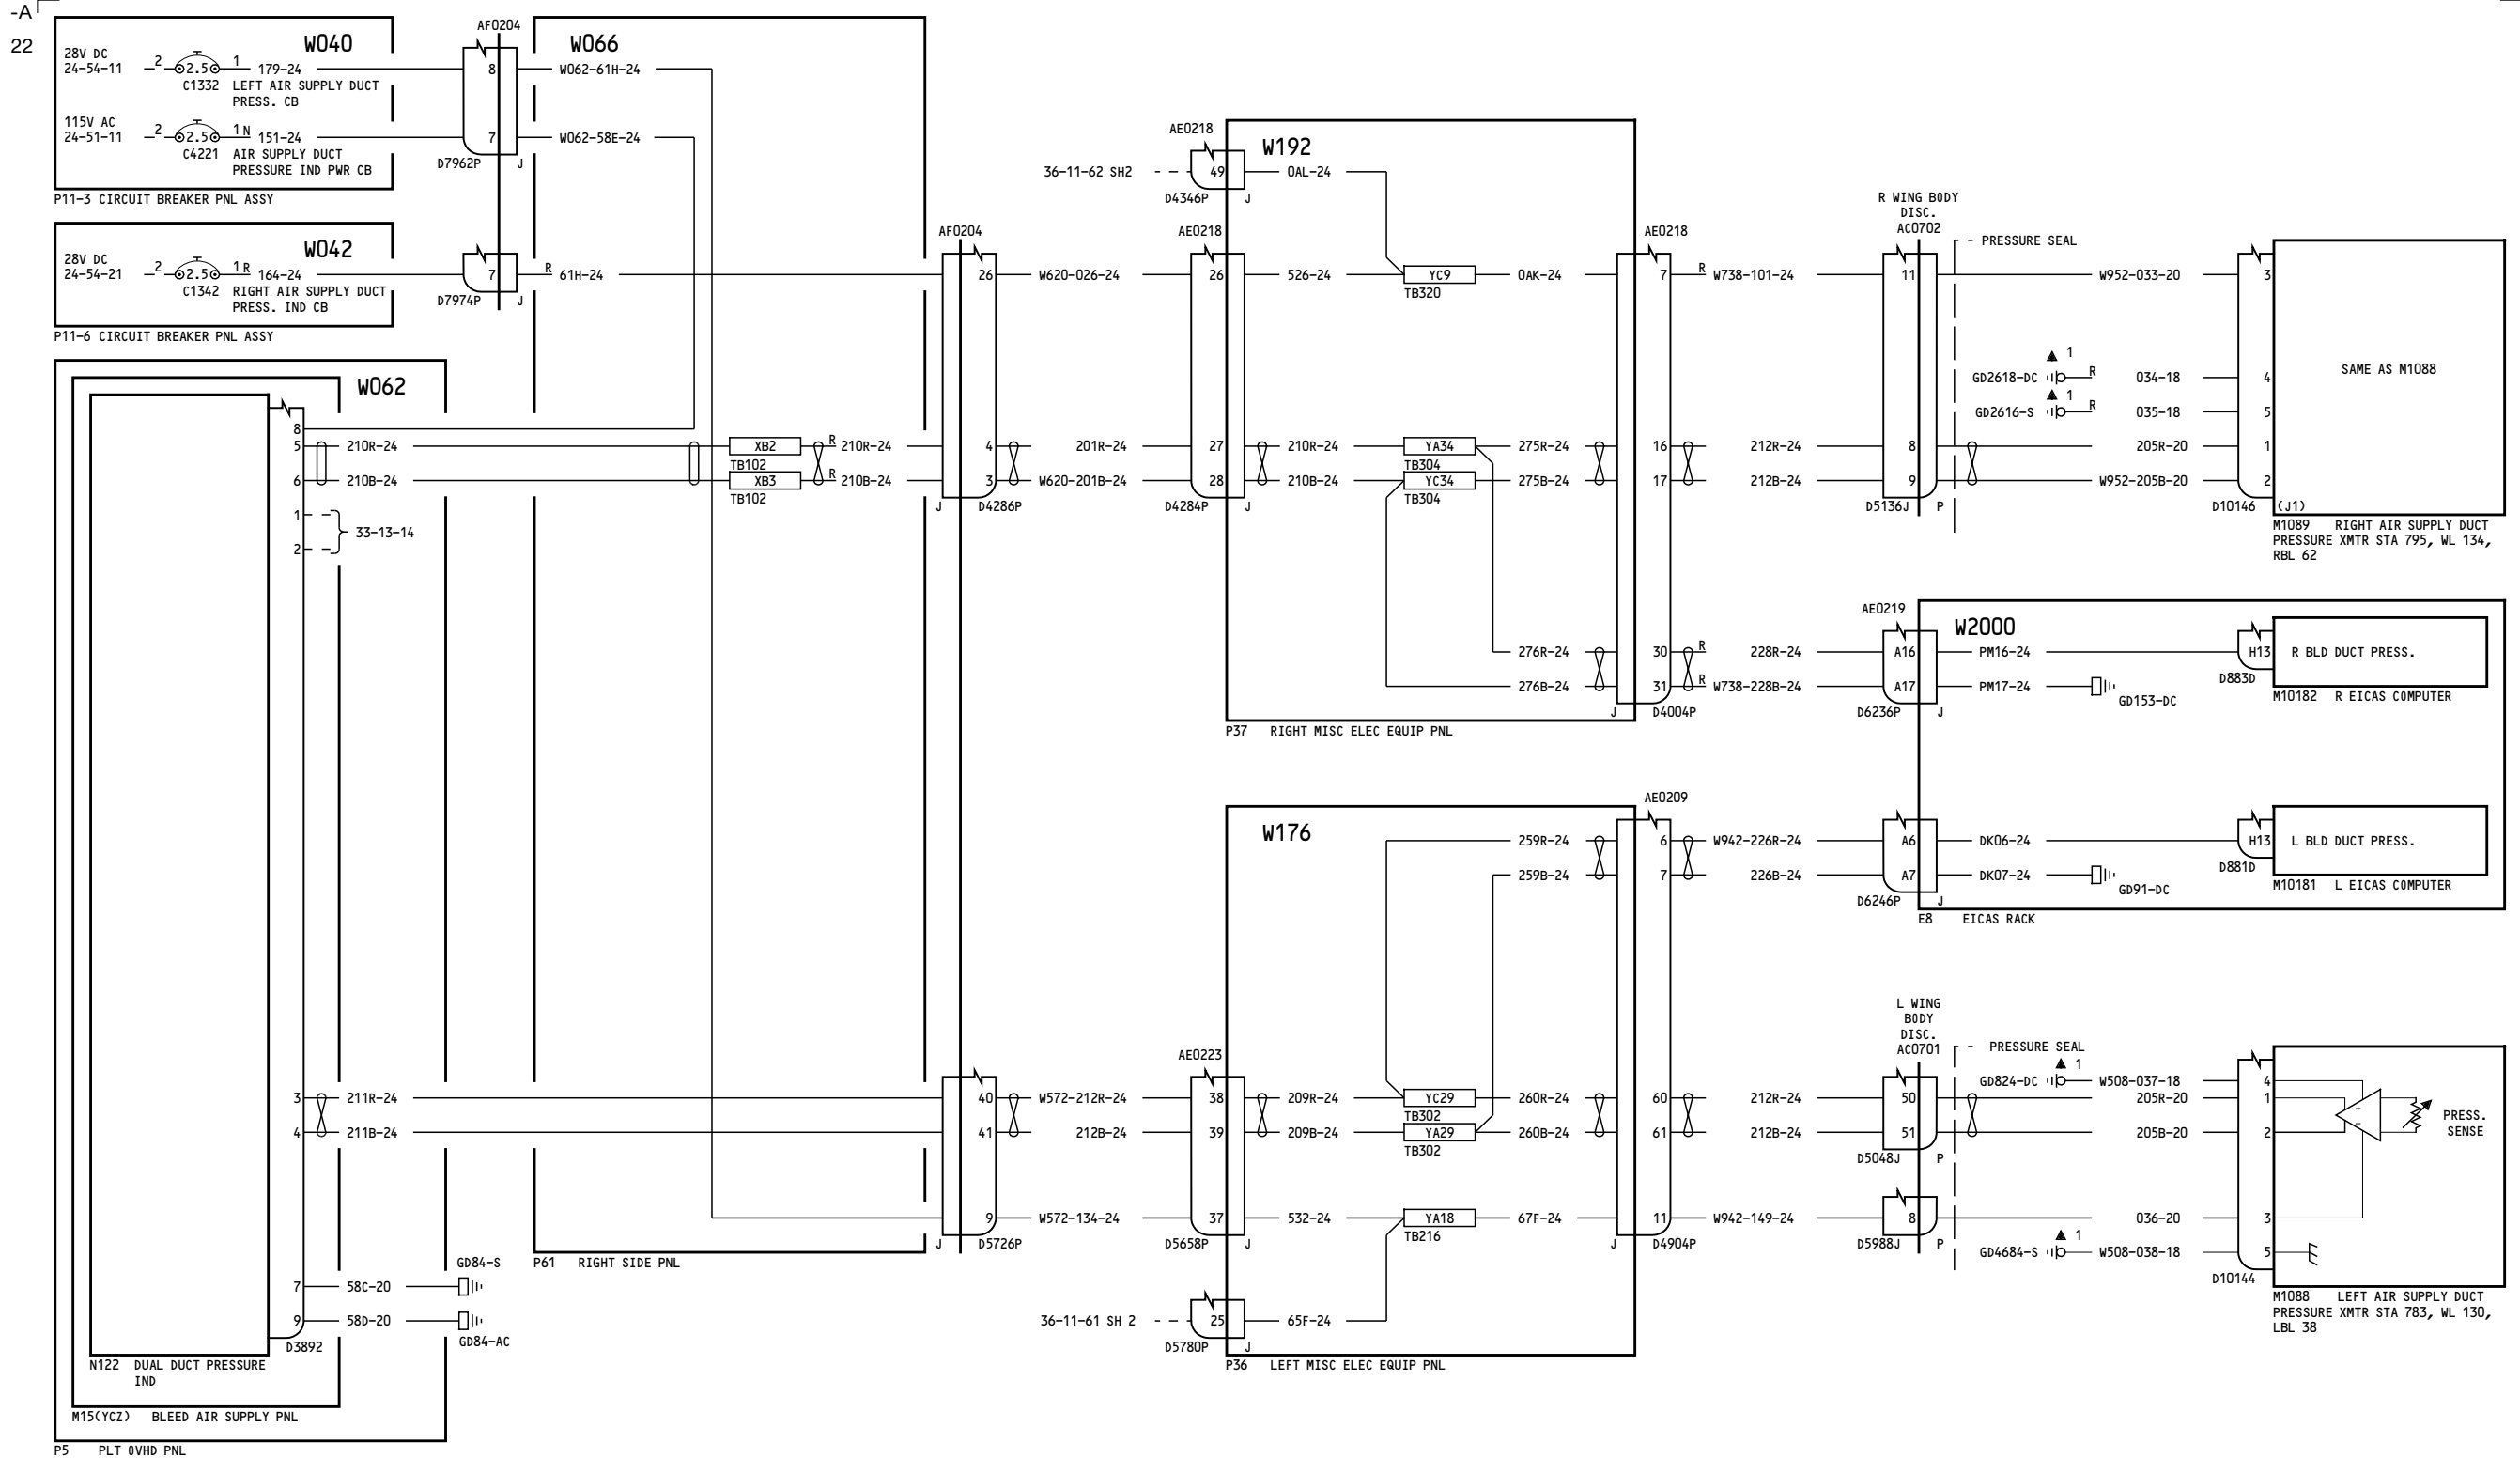 -A
22
W040
28V DC
24-54-11
2
2.5
1
179-24
C1332 LEFT AIR SUPPLY DUCT
PRESS. CB
115V AC
24-51-11
2
2.5
1N
151-24
C4221 AIR SUPPLY DUCT
PRESSURE IND PWR CB
P11-3 CIRCUIT BREAKER PNL ASSY
AF0204
8
7
D7962P
J
W066
W062-61H-24
W062-58E-24
W042
28V DC
24-54-21
2
2.5
1R
164-24
C1342 RIGHT AIR SUPPLY DUCT
PRESS. IND CB
P11-6 CIRCUIT BREAKER PNL ASSY
7
D7974P
J
R 61H-24
W062
8
5 210R-24
6 210B-24
1
2
33-13-14
3 211R-24
4 211B-24
7 58C-20
GD84-S
9 58D-20
GD84-AC
D3892
N122 DUAL DUCT PRESSURE
IND
M15(YCZ) BLEED AIR SUPPLY PNL
P5 PLT OVHD PNL
XB2 R 210R-24
TB102
XB3 R 210B-24
TB102
P61 RIGHT SIDE PNL
AF0204
26 W620-026-24
4 201R-24
3 W620-201B-24
J
D4286P
40 W572-212R-24
41 212B-24
9 W572-134-24
J
D5726P
AE0218
W192
36-11-62 SH2
49
0AL-24
D4346P
J
AE0218
26 526-24
YC9
TB320
0AK-24
27 210R-24
YA34
TB304
275R-24
28 210B-24
YC34
TB304
275B-24
D4284P
J
276R-24
276B-24
P37 RIGHT MISC ELEC EQUIP PNL
AE0218
7 R W738-101-24
16 212R-24
17 212B-24
30 R 228R-24
31 R W738-228B-24
J
D4004P
R WING BODY
DISC.
AC0702
PRESSURE SEAL
11 W952-033-20 3
1
GD2618-DC R 034-18 4
1
GD2616-S R 035-18 5
8 205R-20 1
9 W952-205B-20 2
D5136J
P
D10146
(J1)
SAME AS M1088
M1089 RIGHT AIR SUPPLY DUCT
PRESSURE XMTR STA 795, WL 134,
RBL 62
AE0219
W2000
A16 PM16-24 H13 R BLD DUCT PRESS.
D883D
A17 PM17-24
GD153-DC
M10182 R EICAS COMPUTER
D6236P
J
A6 DK06-24 H13 L BLD DUCT PRESS.
D881D
A7 DK07-24
GD91-DC
M10181 L EICAS COMPUTER
D6246P
J
E8 EICAS RACK
W176
AE0209
259R-24 6 W942-226R-24
259B-24 7 226B-24
AE0223
38 209R-24
YC29
TB302
260R-24 60 212R-24
39 209B-24
YA29
TB302
260B-24 61 212B-24
37 532-24
YA18
TB216
67F-24 11 W942-149-24
D5658P
J
J
D4904P
36-11-61 SH 2
25
65F-24
D5780P
J
P36 LEFT MISC ELEC EQUIP PNL
L WING
BODY
DISC.
AC0701
PRESSURE SEAL
1
GD824-DC W508-037-18 4
50 205R-20 1
51 205B-20 2
D5048J
P
8 036-20 3
D5988J
P
1
GD4684-S W508-038-18 5
D10144
+
-
PRESS.
SENSE
M1088 LEFT AIR SUPPLY DUCT
PRESSURE XMTR STA 783, WL 130,
LBL 38